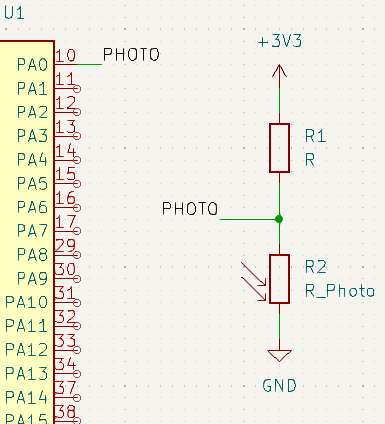 U1
PA0 10 PHOTO
PA1 11
PA2 12
PA3 13
PA4 14
PA5 15
PA6 16
PA7 17
PA8 29
PA9 30
PA10 31
PA11 32
PA12 33
PA13 34
PA14 37
PA15 38
+3V3
R1
R
PHOTO
R2
R_Photo
GND